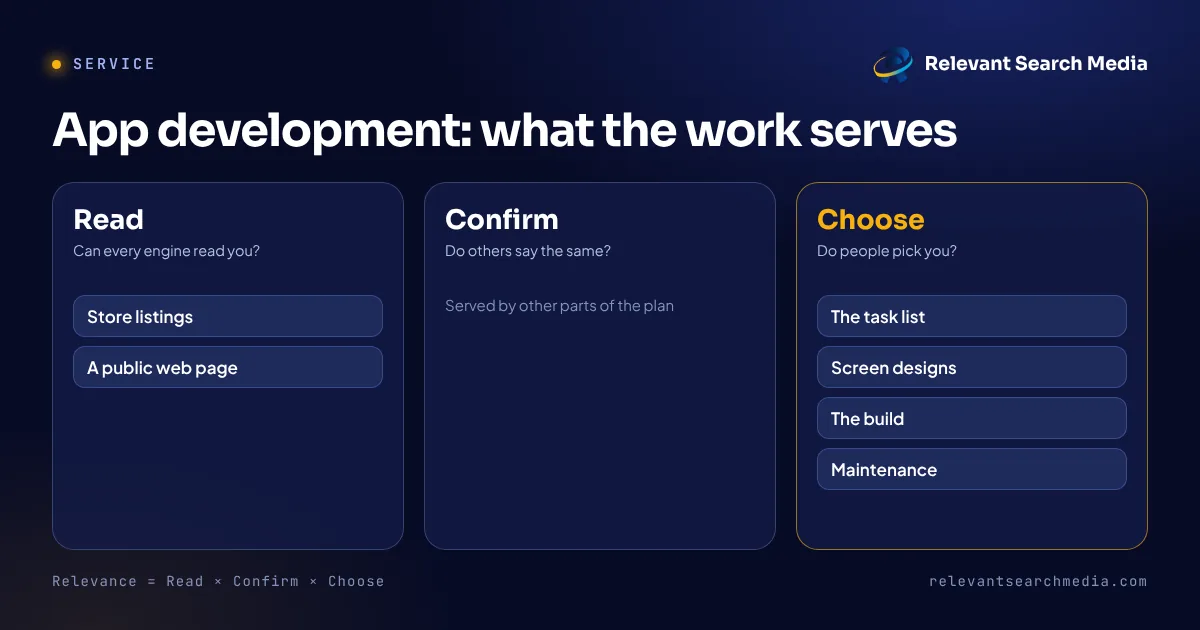 SERVICE
Relevant Search Media
App development: what the work serves
Read
Can every engine read you?
Store listings
A public web page
Confirm
Do others say the same?
Served by other parts of the plan
Choose
Do people pick you?
The task list
Screen designs
The build
Maintenance
Relevance = Read × Confirm × Choose
relevantsearchmedia.com